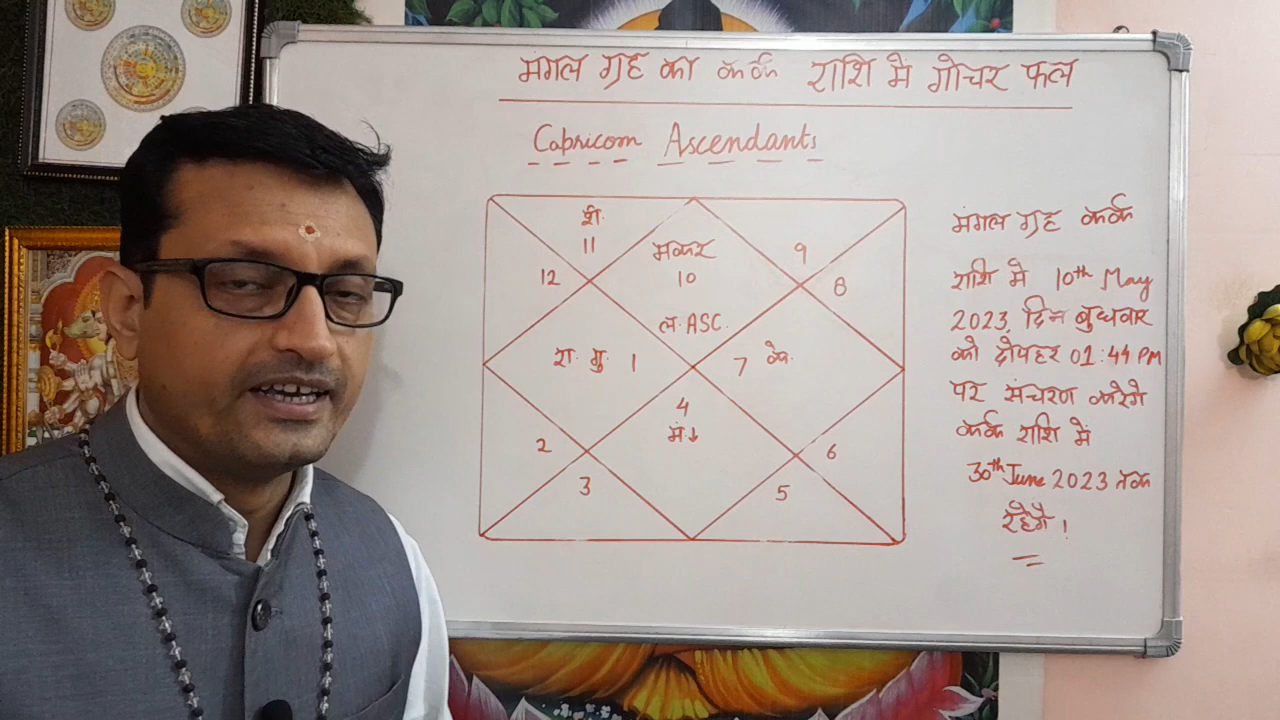 मंगल ग्रह का कर्क राशि मे गोचर फल
Capricorn Ascendants
श.
11
12
मकर
10
ल. ASC.
9
8
रा. गु. 1
7 के.
4
मं↓
2
3
6
5
मंगल ग्रह कर्क
राशि मे 10th May
2023, दिन बुधवार
को दोपहर 01:44 PM
पर संचरण करेगे
कर्क राशि में
30th June 2023 तक
रहेगे।